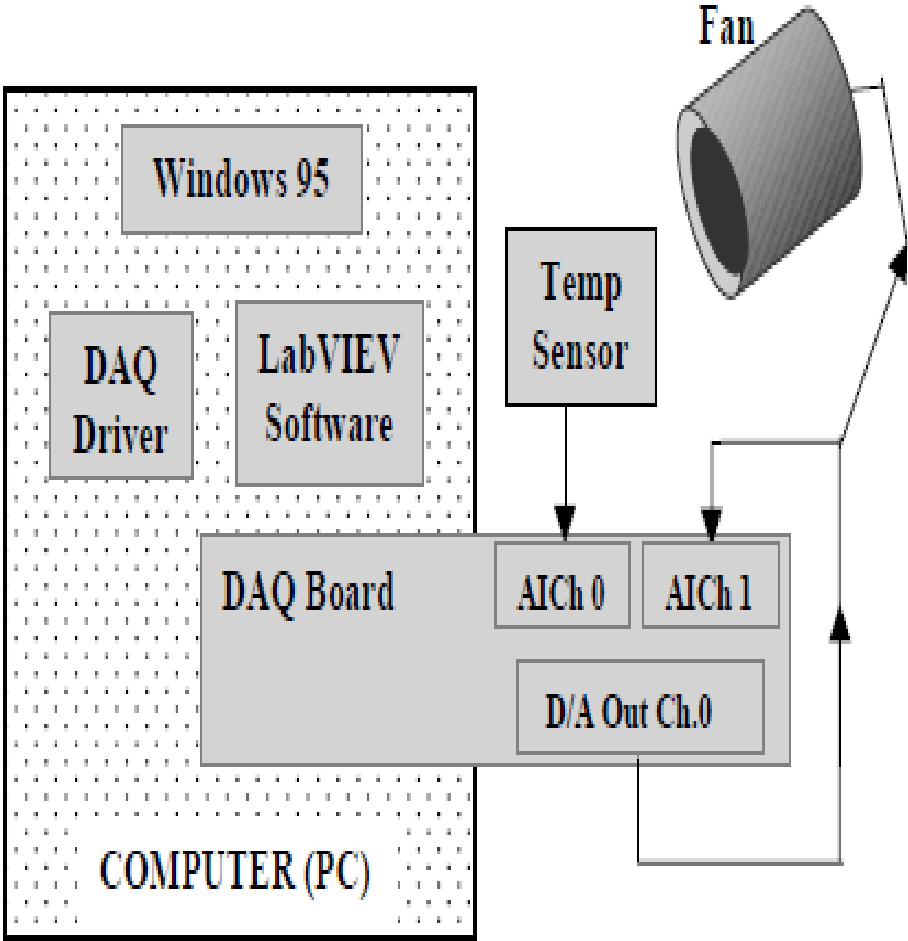 Fan
Windows 95
Temp
Sensor
DAQ
Driver
LabVIEV
Software
DAQ Board
AICh 0
AICh 1
D/A Out Ch.0
COMPUTER (PC)